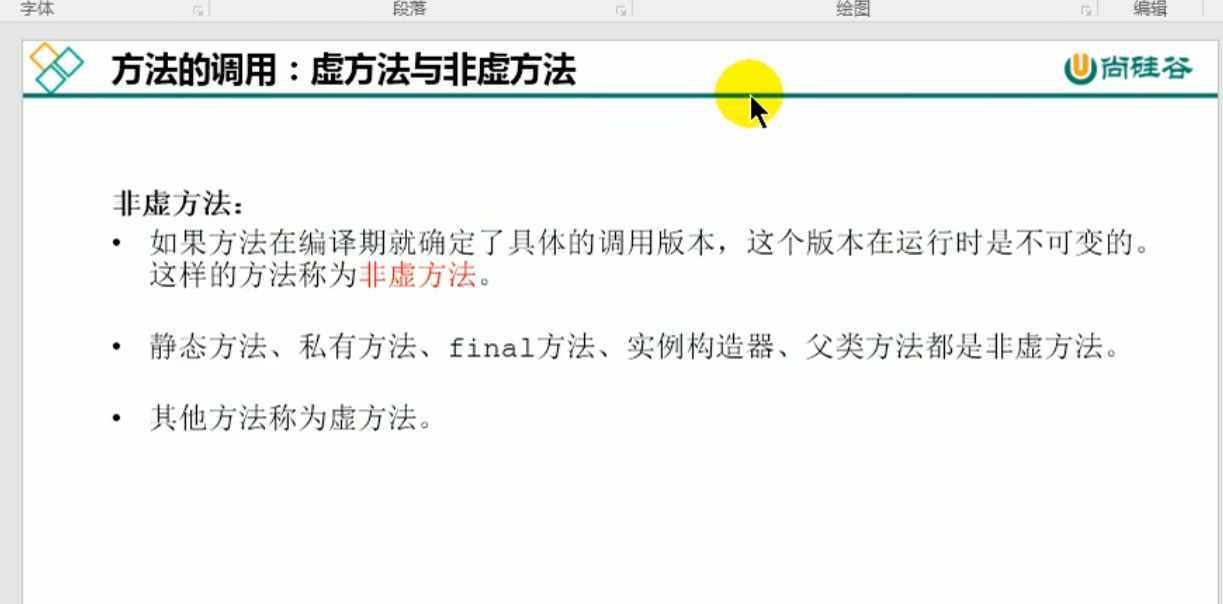 字体 段落 绘图 编辑
方法的调用：虚方法与非虚方法 尚硅谷
非虚方法：
• 如果方法在编译期就确定了具体的调用版本，这个版本在运行时是不可变的。
这样的方法称为非虚方法。
• 静态方法、私有方法、final方法、实例构造器、父类方法都是非虚方法。
• 其他方法称为虚方法。